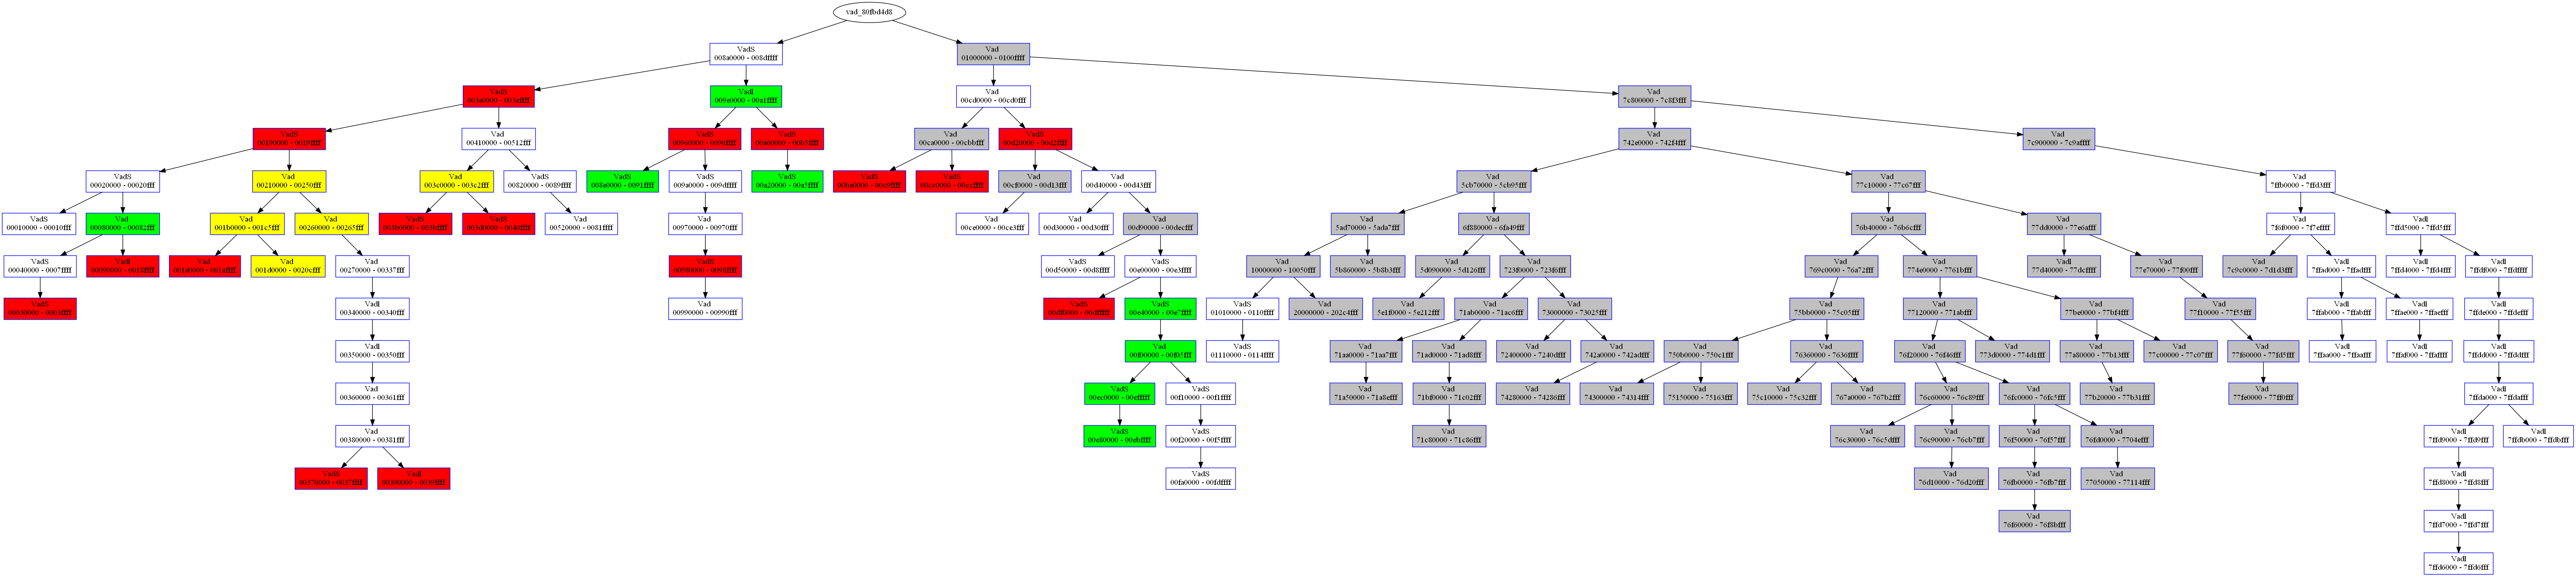 vad_80fbd4d8
VadS
008a0000 - 008dffff
Vad
01000000 - 0100ffff
VadS
003a0000 - 003affff
VadI
009e0000 - 00a1ffff
Vad
00cd0000 - 00cd0fff
Vad
7c800000 - 7c8f3fff
VadS
00190000 - 0019ffff
Vad
00410000 - 00512fff
VadS
00960000 - 0096ffff
VadS
Vad
00ca0000 - 00cbbfff
VadS
00d20000 - 00d2ffff
Vad
742e0000 - 742f4fff
Vad
7c900000 - 7c9affff
VadS
00020000 - 00020fff
Vad
00210000 - 00250fff
Vad
003c0000 - 003c2fff
VadS
00820000 - 0089ffff
VadS
008e0000 - 0091ffff
VadS
009a0000 - 009dffff
VadS
00a20000 - 00a5ffff
VadS
VadS
Vad
00cf0000 - 00d13fff
Vad
00d40000 - 00d43fff
Vad
5cb70000 - 5cb95fff
Vad
77c10000 - 77c67fff
Vad
7ffb0000 - 7ffd3fff
VadS
00010000 - 00010fff
Vad
00080000 - 00082fff
Vad
001b0000 - 001c5fff
Vad
00260000 - 00265fff
VadS
003b0000 - 003bffff
VadS
003d0000 - 0040ffff
Vad
00520000 - 0081ffff
Vad
00970000 - 00970fff
Vad
00ce0000 - 00ce3fff
Vad
00d30000 - 00d30fff
Vad
00d90000 - 00decfff
Vad
5ad70000 - 5ada7fff
Vad
6f880000 - 6fa49fff
Vad
76b40000 - 76b6cfff
Vad
77dd0000 - 77e6afff
Vad
7f6f0000 - 7f7effff
VadI
7ffd5000 - 7ffd5fff
VadS
00040000 - 0007ffff
VadI
00090000 - 0018ffff
Vad
001a0000 - 001affff
Vad
001d0000 - 0020cfff
Vad
00270000 - 00337fff
VadS
00980000 - 00982fff
VadS
00d50000 - 00d8ffff
VadS
00e00000 - 00e3ffff
Vad
10000000 - 10050fff
Vad
5b860000 - 5b8b3fff
Vad
5d090000 - 5d126fff
Vad
723f0000 - 723f6fff
Vad
769c0000 - 76a72fff
Vad
774e0000 - 7761bfff
VadI
77d40000 - 77dcffff
Vad
77e70000 - 77f00fff
Vad
7c9c0000 - 7d1d3fff
VadI
7ffad000 - 7ffadfff
VadI
7ffd4000 - 7ffd4fff
VadI
7ffdf000 - 7ffdffff
VadS
00030000 - 0003ffff
VadI
00340000 - 00340fff
Vad
00990000 - 00990fff
VadS
VadS
00e40000 - 00e7ffff
VadS
01010000 - 0110ffff
Vad
20000000 - 202c4fff
Vad
5e1f0000 - 5e212fff
Vad
71ab0000 - 71ac6fff
Vad
73000000 - 73025fff
Vad
75bb0000 - 75c05fff
Vad
77120000 - 771abfff
Vad
77be0000 - 77bf4fff
Vad
77f10000 - 77f55fff
VadI
7ffab000 - 7ffabfff
VadI
7ffae000 - 7ffaefff
VadI
7ffde000 - 7ffdefff
VadI
00350000 - 00350fff
Vad
00f00000 - 00f05fff
VadS
01110000 - 0114ffff
Vad
71aa0000 - 71aa7fff
Vad
71ad0000 - 71ad8fff
Vad
72400000 - 7240dfff
Vad
742a0000 - 742adfff
Vad
750b0000 - 750c1fff
Vad
76360000 - 7636ffff
Vad
76f20000 - 76f46fff
Vad
773d0000 - 774d1fff
Vad
77a80000 - 77b13fff
Vad
77c00000 - 77c07fff
Vad
77f60000 - 77fd5fff
VadI
7ffaa000 - 7ffaafff
VadI
7ffaf000 - 7ffaffff
VadI
7ffdd000 - 7ffddfff
Vad
00360000 - 00361fff
VadS
00ec0000 - 00efffff
VadS
00f10000 - 00f1ffff
Vad
71a50000 - 71a8efff
Vad
71bf0000 - 71c02fff
Vad
74280000 - 74286fff
Vad
74300000 - 74314fff
Vad
75150000 - 75163fff
Vad
75c10000 - 75c32fff
Vad
767a0000 - 767b2fff
Vad
76c60000 - 76c89fff
Vad
76fc0000 - 76fc5fff
Vad
77b20000 - 77b31fff
Vad
77fe0000 - 77ff0fff
VadI
7ffda000 - 7ffdafff
Vad
00380000 - 00381fff
VadS
00e80000 - 00ebffff
VadS
00f20000 - 00f5ffff
Vad
71c80000 - 71c86fff
Vad
76c30000 - 76c5dfff
Vad
76c90000 - 76cb7fff
Vad
76f50000 - 76f57fff
Vad
76fd0000 - 7704efff
VadI
7ffd9000 - 7ffd9fff
VadI
7ffdb000 - 7ffdbfff
VadS
00370000 - 0037ffff
VadI
00390000 - 0039ffff
VadS
00fa0000 - 00fdffff
Vad
76d10000 - 76d20fff
Vad
76fb0000 - 76fb7fff
Vad
77050000 - 77114fff
VadI
7ffd8000 - 7ffd8fff
Vad
76f60000 - 76f8bfff
VadI
7ffd7000 - 7ffd7fff
VadI
7ffd6000 - 7ffd6fff